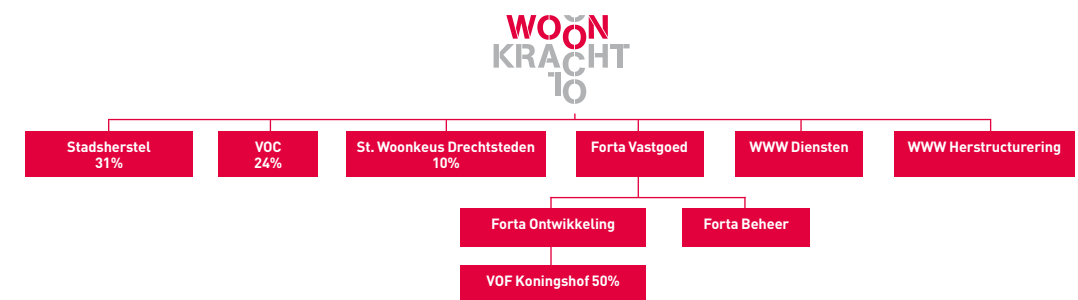 WOON
KRACHT
10
Stadsherstel
31%
VOC
24%
St. Woonkeus Drechtsteden
10%
Forta Vastgoed
WWW Diensten
WWW Herstructurering
Forta Ontwikkeling
Forta Beheer
VOF Koningshof 50%